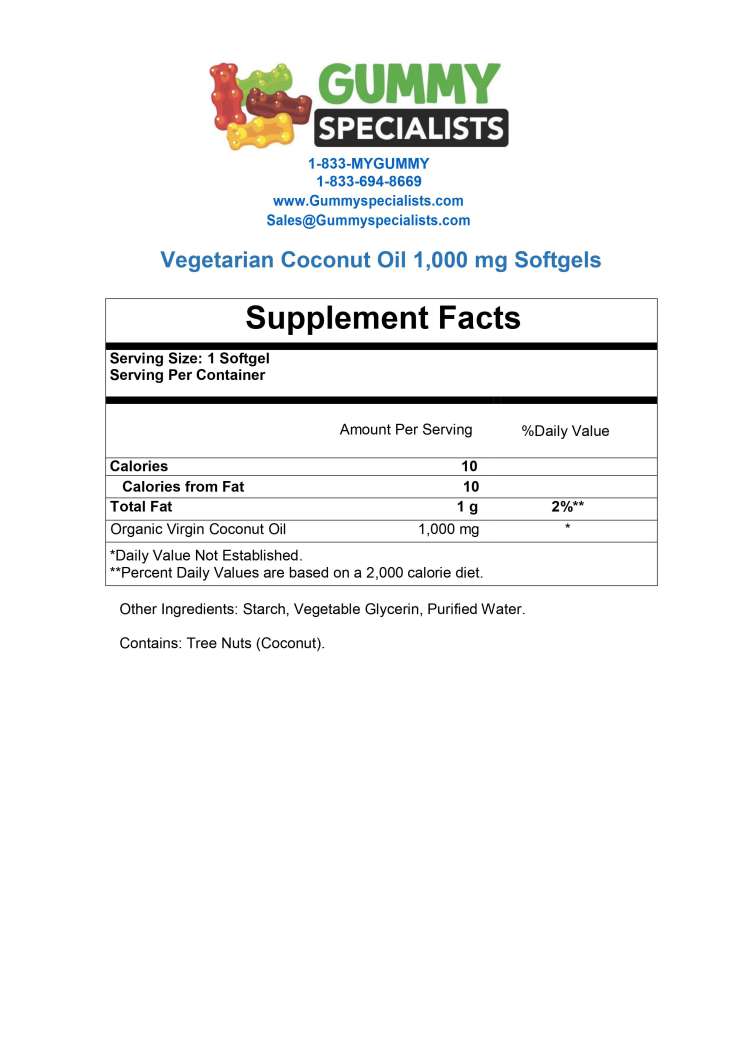 GUMMY
SPECIALISTS
1-833-MYGUMMY
1-833-694-8669
www.Gummyspecialists.com
Sales@Gummyspecialists.com
Vegetarian Coconut Oil 1,000 mg Softgels
Supplement Facts
Serving Size: 1 Softgel
Serving Per Container
Amount Per Serving %Daily Value
Calories 10
Calories from Fat 10
Total Fat 1 g 2%**
Organic Virgin Coconut Oil 1,000 mg *
*Daily Value Not Established.
**Percent Daily Values are based on a 2,000 calorie diet.
Other Ingredients: Starch, Vegetable Glycerin, Purified Water.
Contains: Tree Nuts (Coconut).